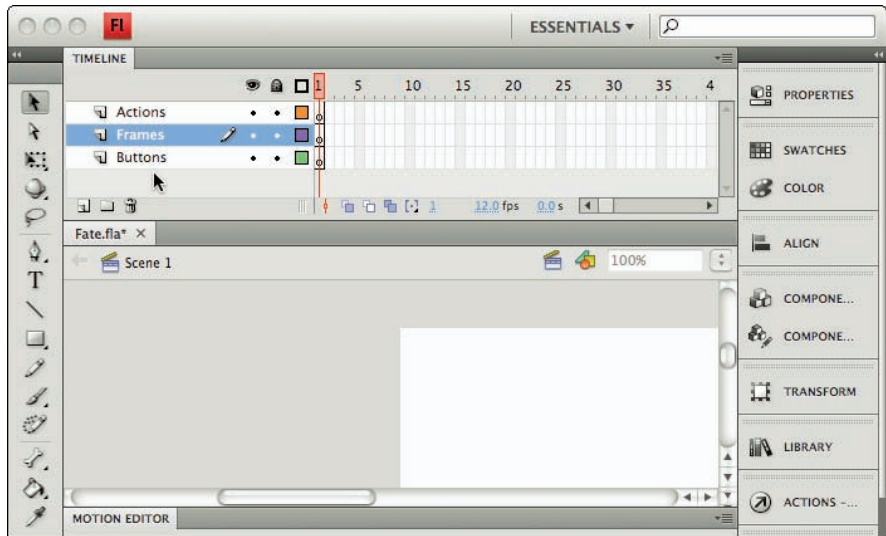 FL
ESSENTIALS
TIMELINE
1 5 10 15 20 25 30 35 4
Actions
Frames
Buttons
1 12.0 fps 0.0 s
Fate.fla* ×
Scene 1
100%
MOTION EDITOR
T
PROPERTIES
SWATCHES
COLOR
ALIGN
COMPONE...
COMPONE...
TRANSFORM
LIBRARY
ACTIONS -...